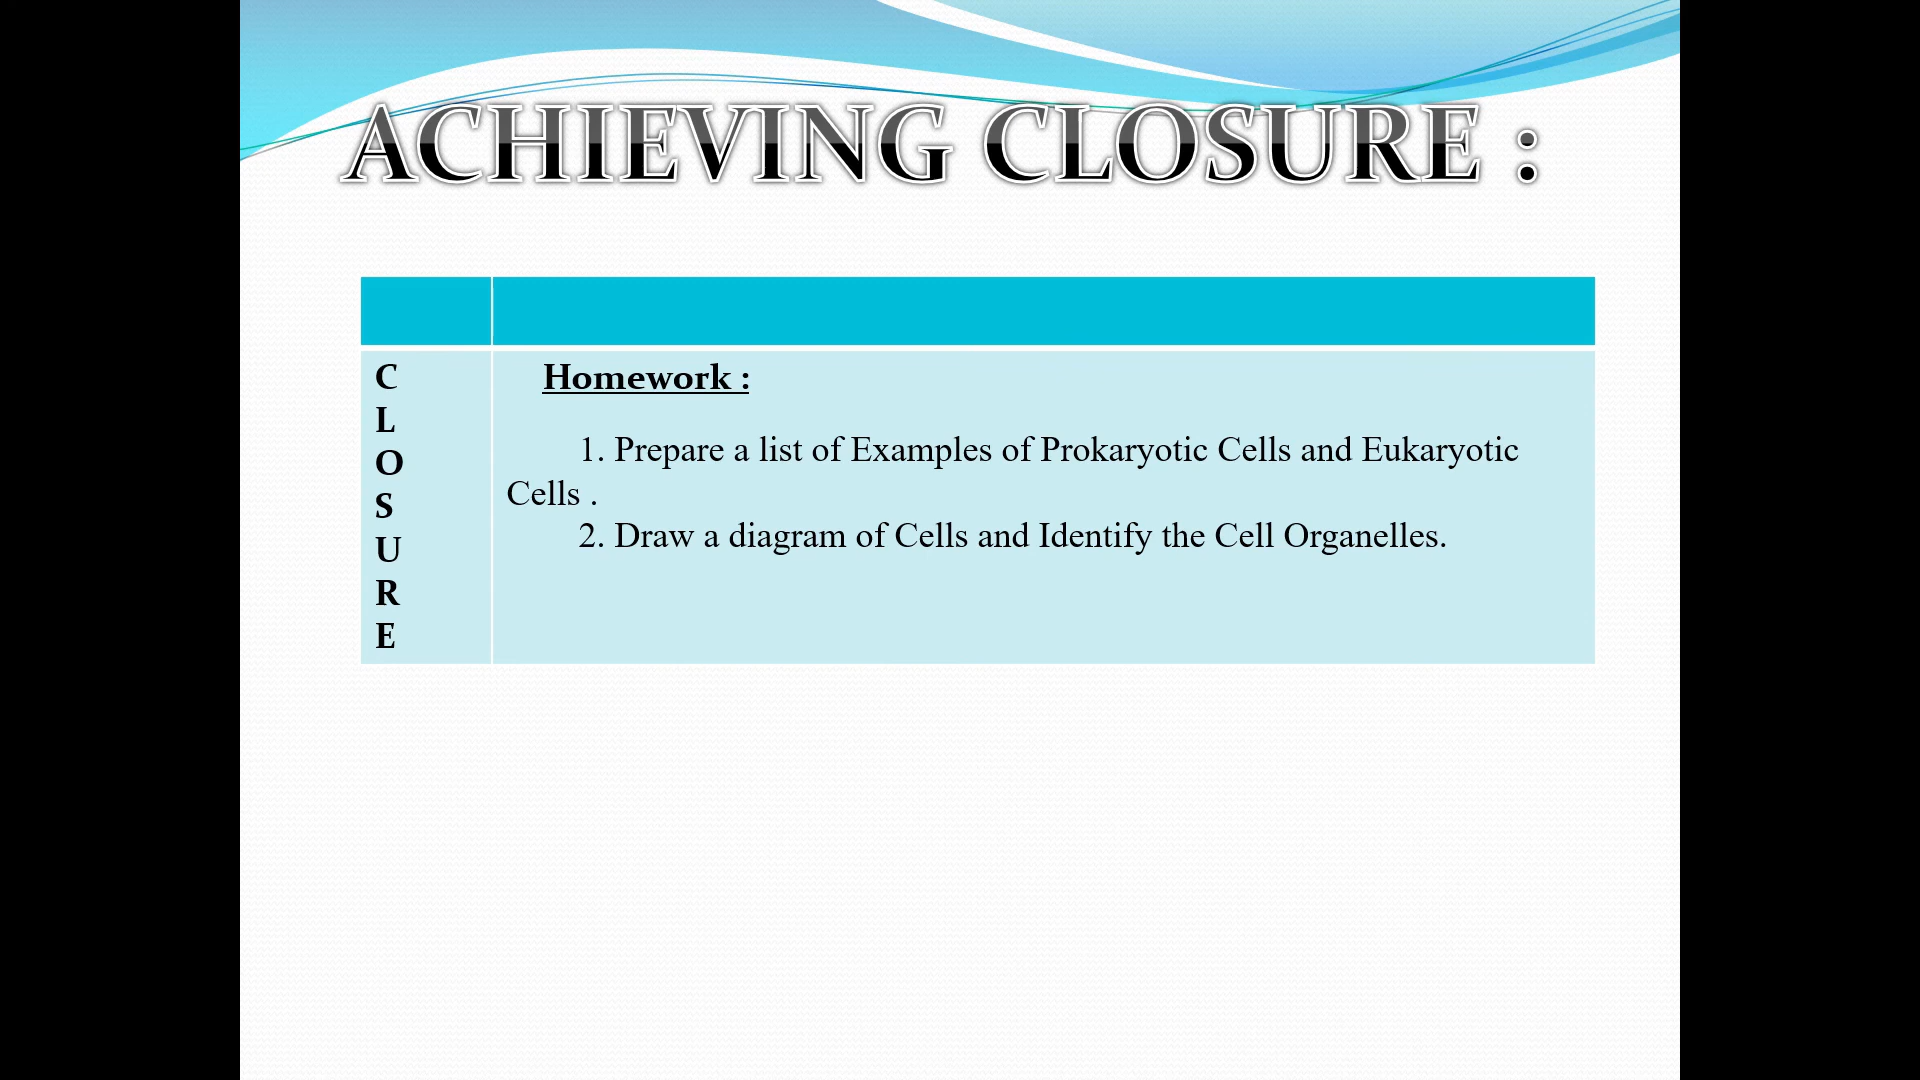 ACHIEVING CLOSURE :
C
L
O
S
U
R
E
Homework :
1. Prepare a list of Examples of Prokaryotic Cells and Eukaryotic
Cells .
2. Draw a diagram of Cells and Identify the Cell Organelles.